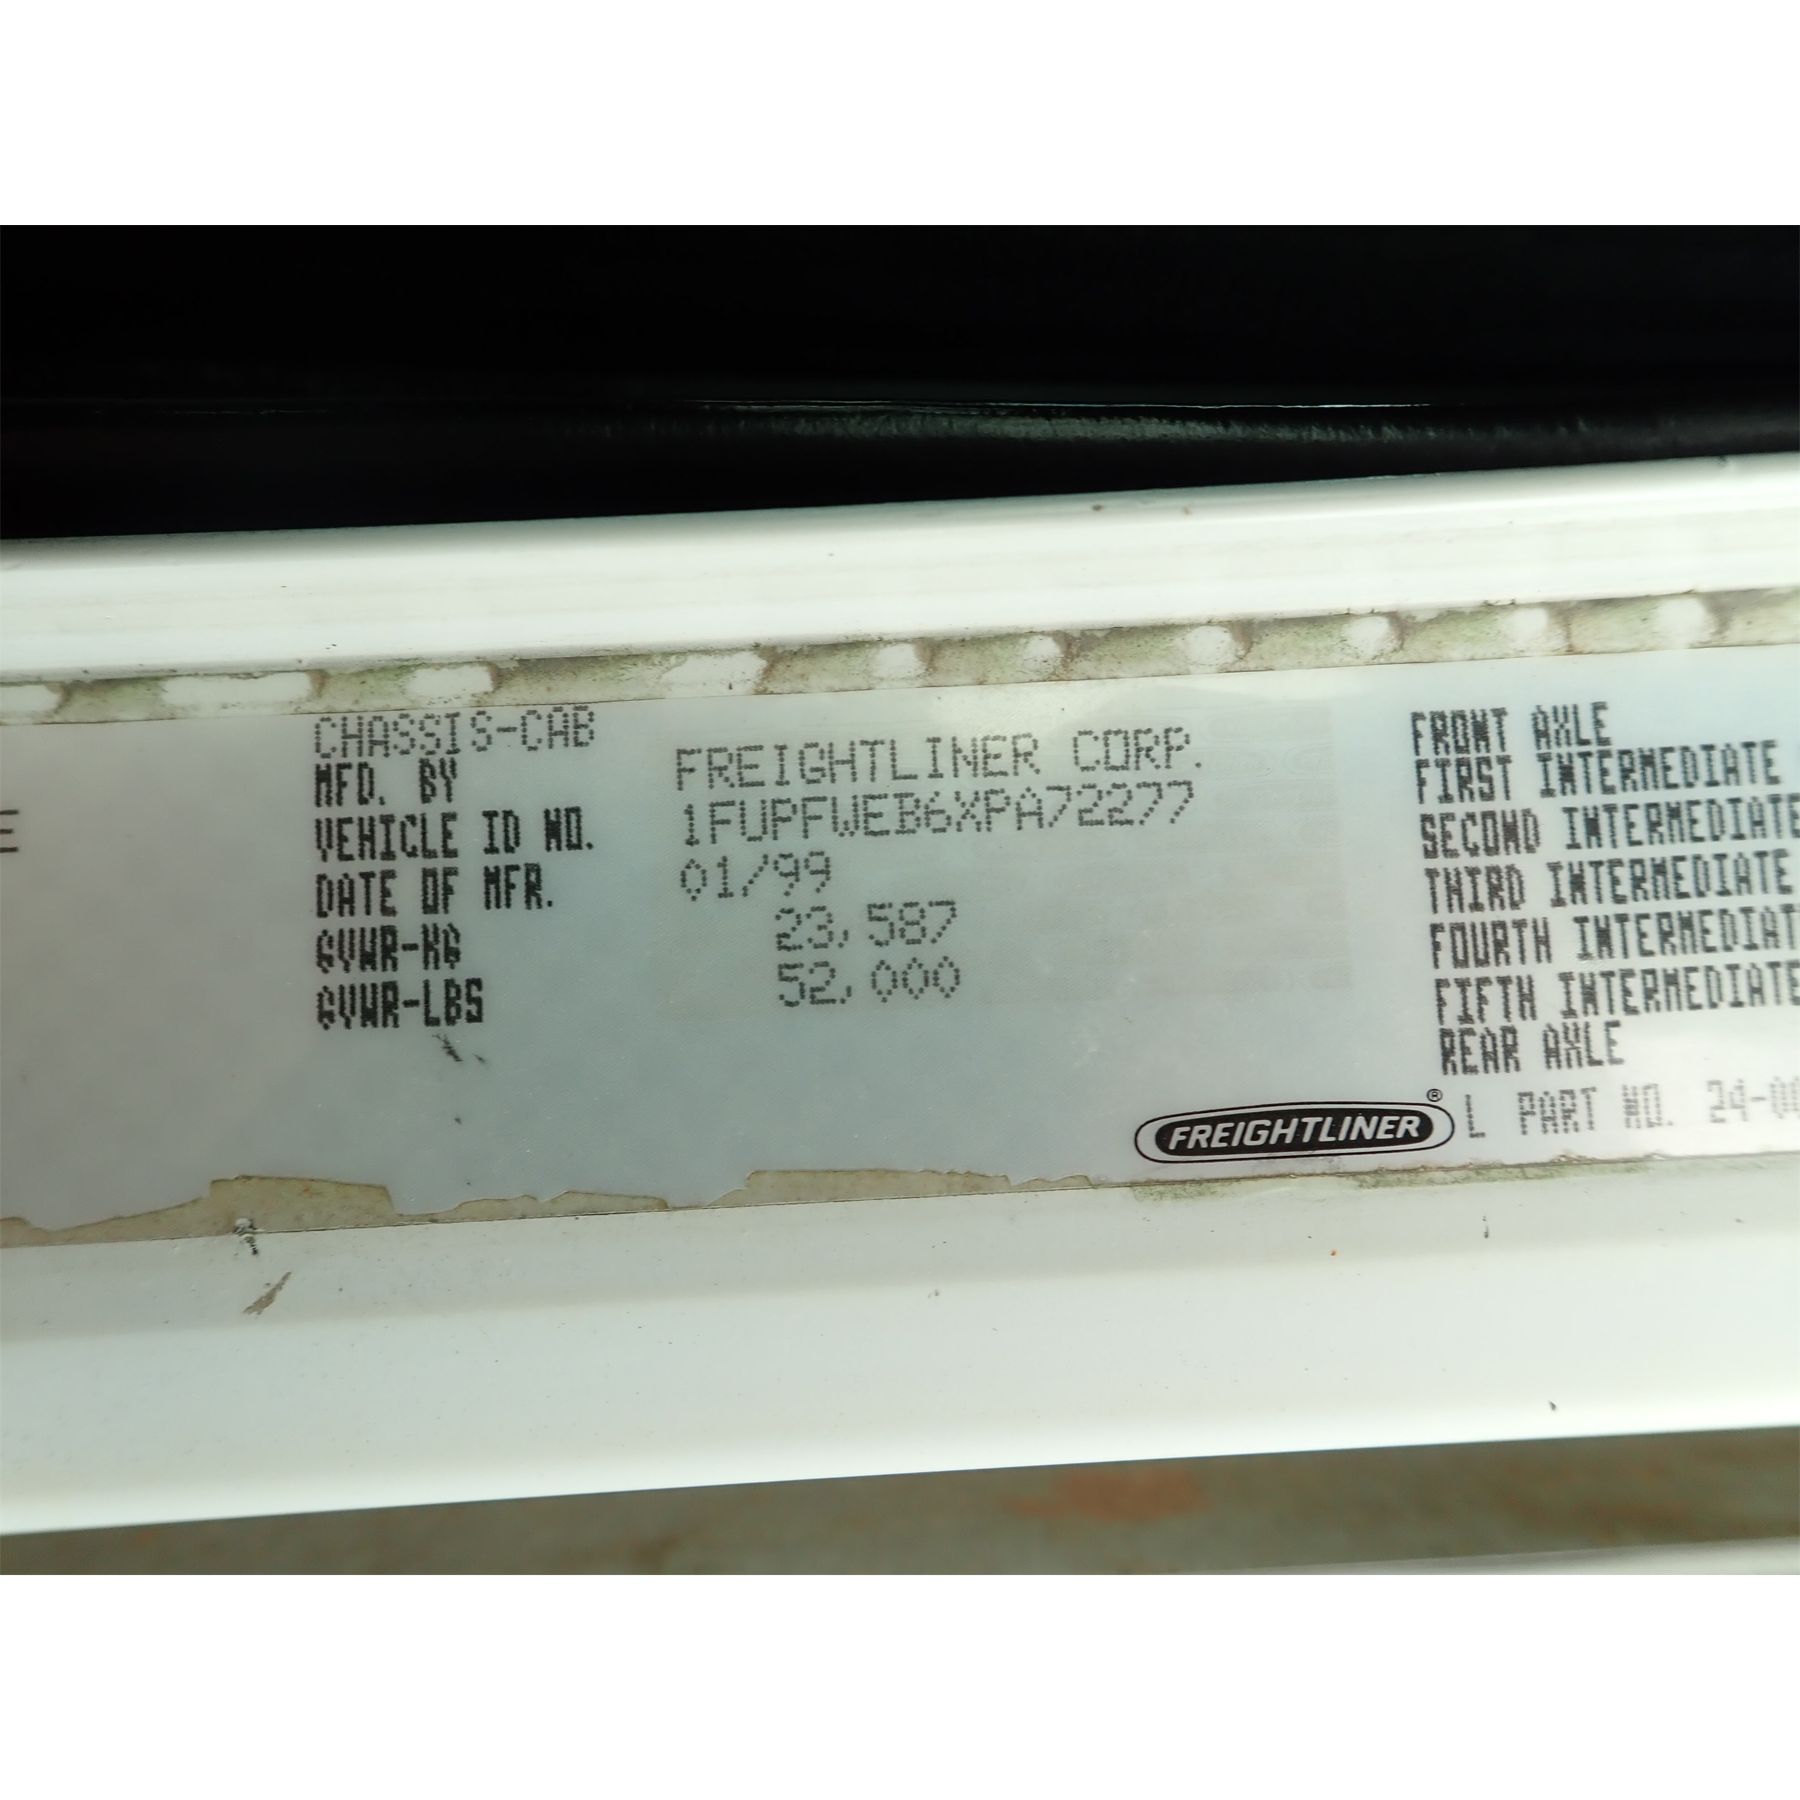 E
CHASSIS-CAB
MFD. BY FREIGHTLINER CORP.
VEHICLE ID NO. 1FUPFWEB6XPA72277
DATE OF MFR. 01/99
GVWR-KG 23,587
GVWR-LBS 52,000
FRONT AXLE
FIRST INTERMEDIATE
SECOND INTERMEDIATE
THIRD INTERMEDIATE
FOURTH INTERMEDIAT
FIFTH INTERMEDIATE
REAR AXLE
FREIGHTLINER®
L PART NO. 24-00